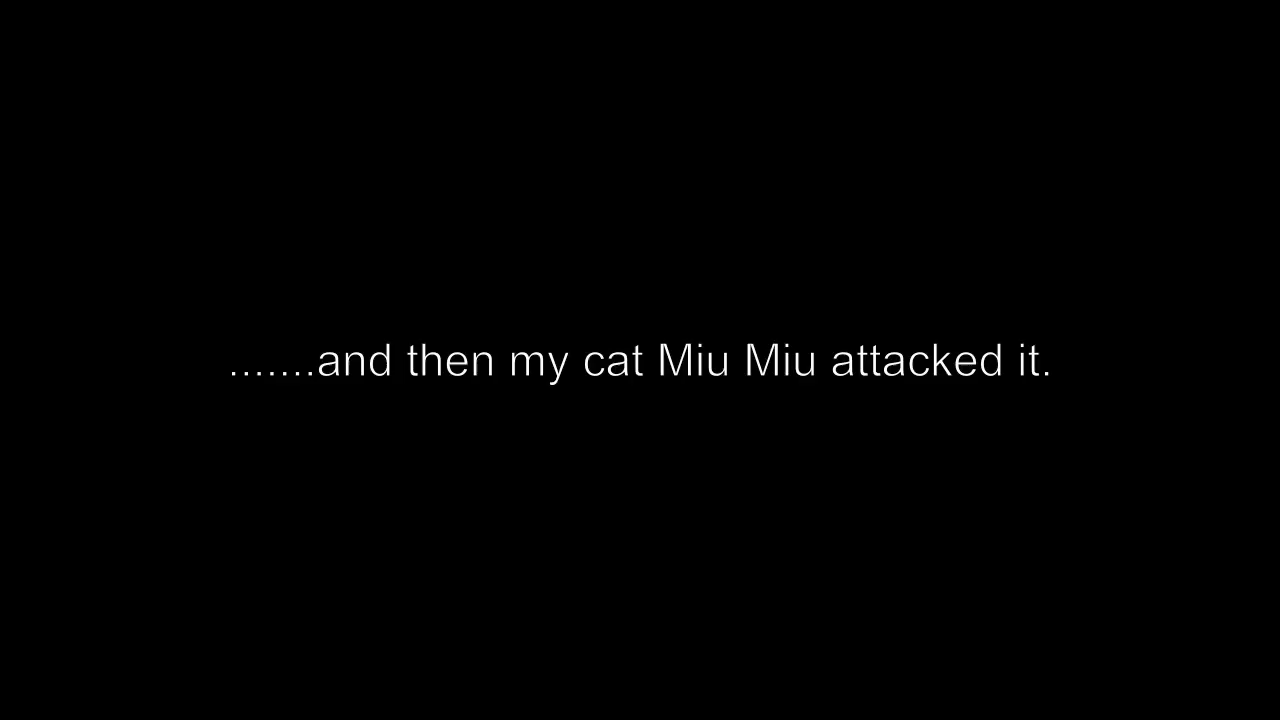 .......and then my cat Miu Miu attacked it.